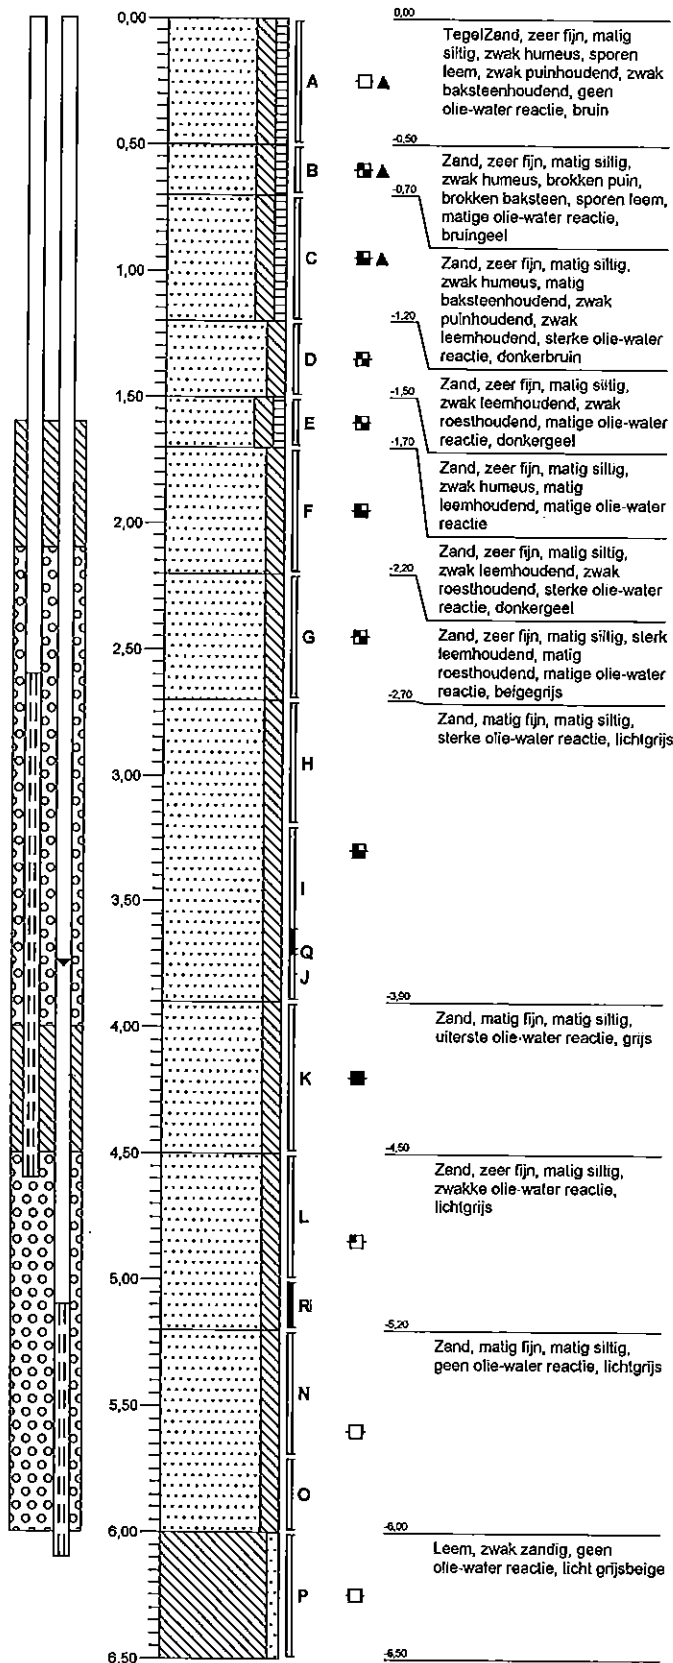 0,00
0,50
1,00
1,50
2,00
2,50
3,00
3,50
4,00
4,50
5,00
5,50
6,00
6,50
A
B
C
D
E
F
G
H
I
Q
J
K
L
N
O
P
0,00
TegelZand, zeer fijn, matig
siltig, zwak humeus, sporen
leem, zwak puinhoudend, zwak
baksteenhoudend, geen
olie-water reactie, bruin
-0,50
Zand, zeer fijn, matig siltig,
zwak humeus, brokken puin,
brokken baksteen, sporen leem,
matige olie-water reactie,
bruingeel
-0,70
Zand, zeer fijn, matig siltig,
zwak humeus, matig
baksteenhoudend, zwak
puinhoudend, zwak
leemhoudend, sterke olie-water
reactie, donkerbruin
-1,20
Zand, zeer fijn, matig siltig,
zwak leemhoudend, zwak
roesthoudend, matige olie-water
reactie, donkergeel
-1,50
Zand, zeer fijn, matig siltig,
zwak humeus, matig
leemhoudend, matige olie-water
reactie
-1,70
Zand, zeer fijn, matig siltig,
zwak leemhoudend, zwak
roesthoudend, sterke olie-water
reactie, donkergeel
-2,20
Zand, zeer fijn, matig siltig, sterk
leemhoudend, matig
roesthoudend, matige olie-water
reactie, beigegrijs
-2,70
Zand, matig fijn, matig siltig,
sterke olie-water reactie, lichtgrijs
-3,90
Zand, matig fijn, matig siltig,
uiterste olie-water reactie, grijs
-4,50
Zand, zeer fijn, matig siltig,
zwakke olie-water reactie,
lichtgrijs
-5,20
Zand, matig fijn, matig siltig,
geen olie-water reactie, lichtgrijs
-6,00
Leem, zwak zandig, geen
olie-water reactie, licht grijsbeige
-6,50